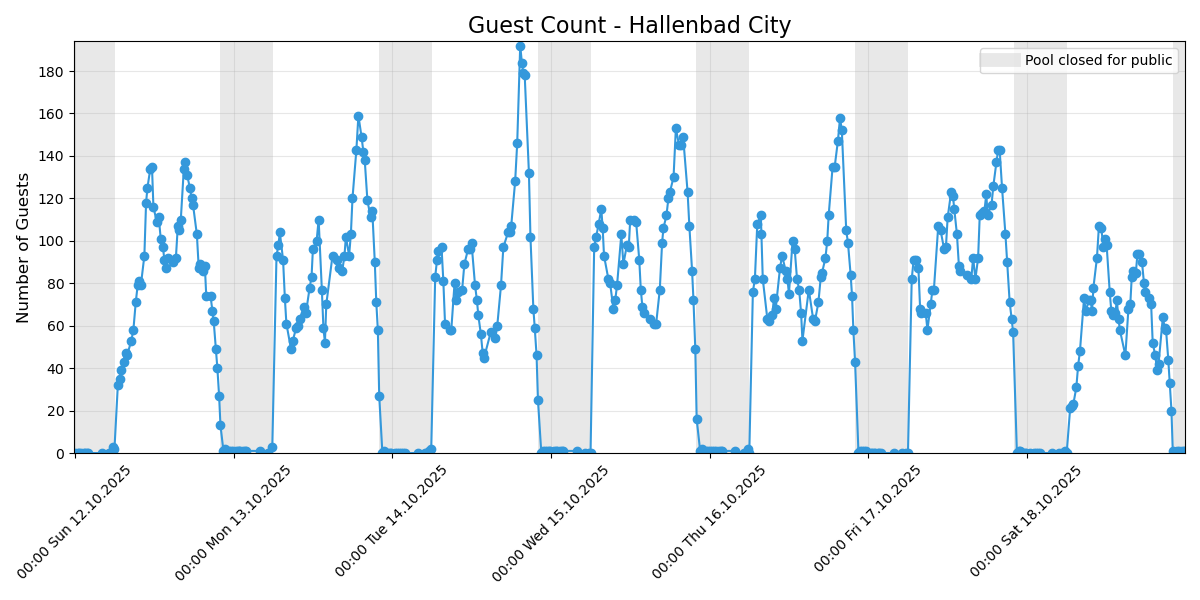 Guest Count - Hallenbad City
Pool closed for public
Number of Guests
180
160
140
120
100
80
60
40
20
0
00:00 Sun 12.10.2025
00:00 Mon 13.10.2025
00:00 Tue 14.10.2025
00:00 Wed 15.10.2025
00:00 Thu 16.10.2025
00:00 Fri 17.10.2025
00:00 Sat 18.10.2025